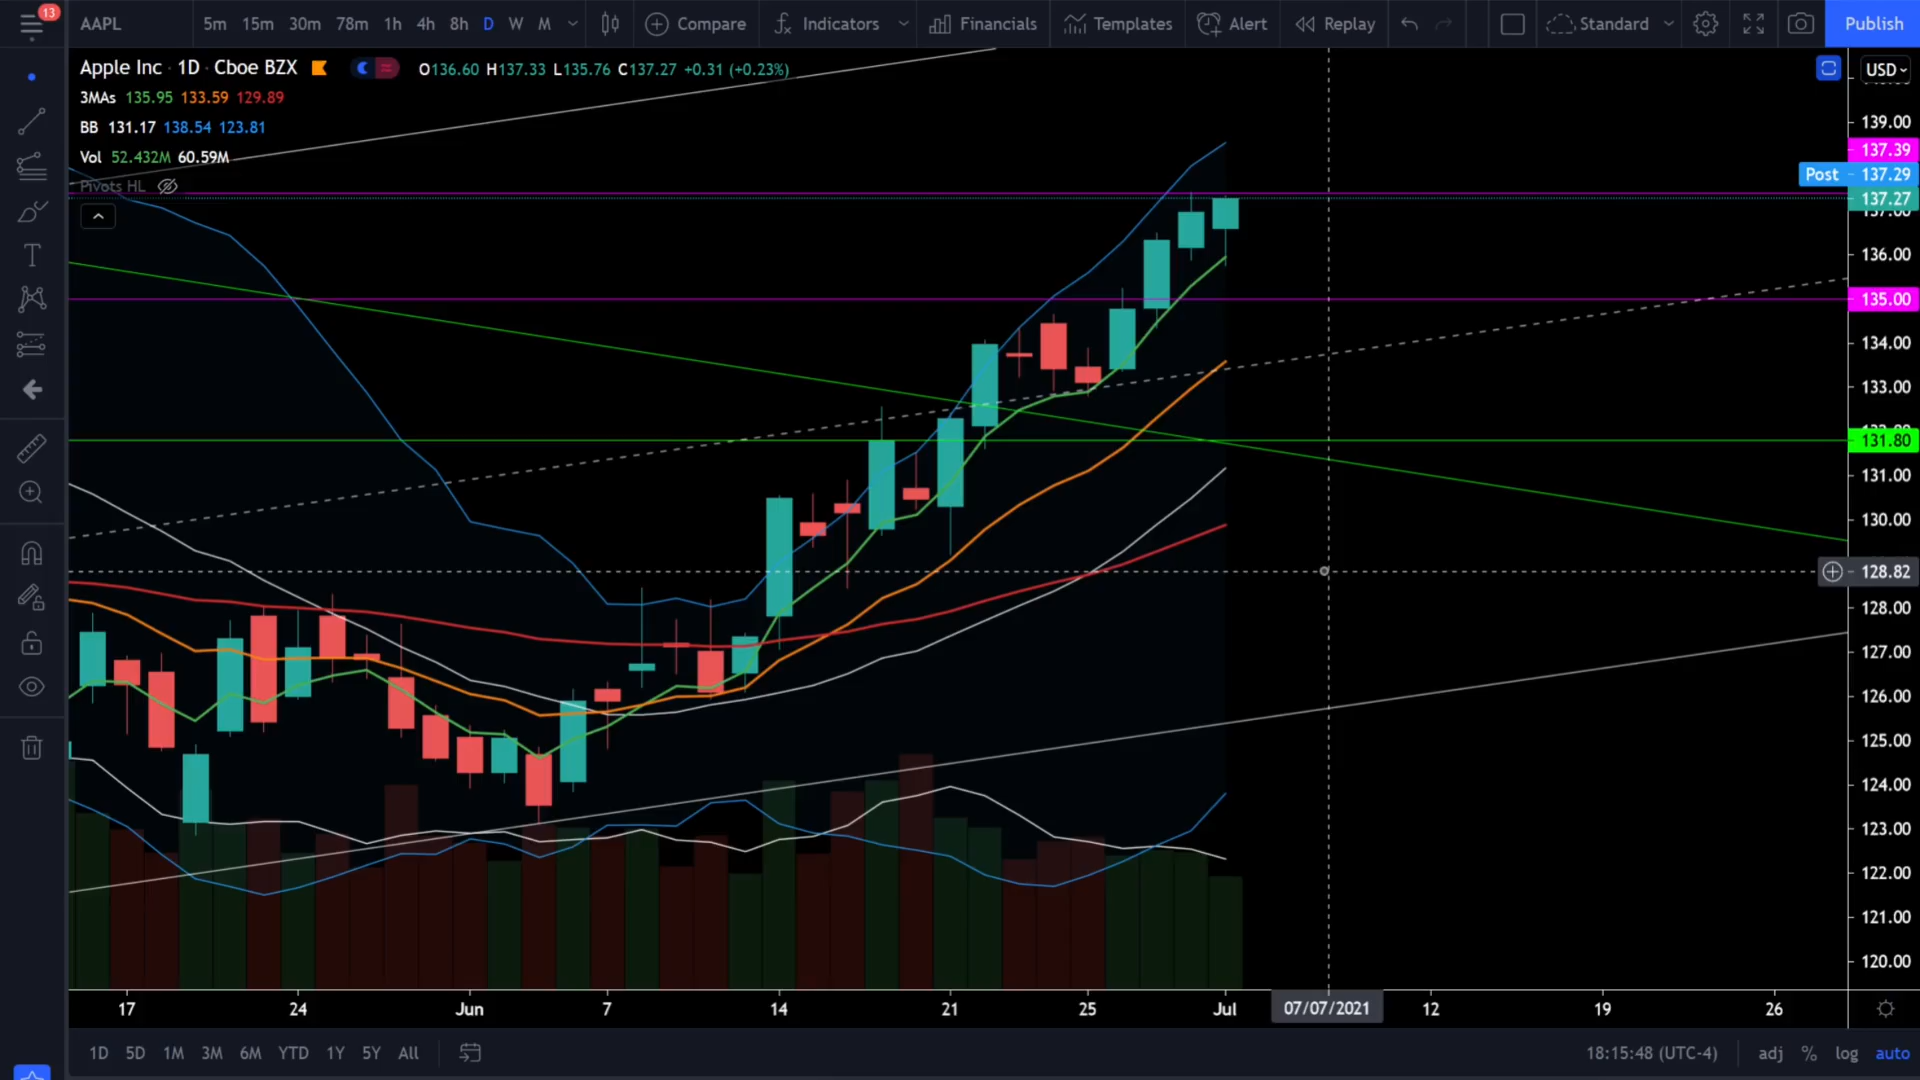 13
AAPL 5m 15m 30m 78m 1h 4h 8h D W M Compare Indicators Financials Templates Alert Replay Standard Publish
Apple Inc · 1D · Cboe BZX O136.60 H137.33 L135.76 C137.27 +0.31 (+0.23%) USD
3MAs 135.95 133.59 129.89
BB 131.17 138.54 123.81
Vol 52.432M 60.59M
Pivots HL
139.00
137.39
Post 137.29
137.27
137.00
136.00
135.00
134.00
133.00
131.80
131.00
130.00
128.82
128.00
127.00
126.00
125.00
124.00
123.00
122.00
121.00
120.00
17 24 Jun 7 14 21 25 Jul 07/07/2021 12 19 26
1D 5D 1M 3M 6M YTD 1Y 5Y All 18:15:48 (UTC-4) adj % log auto